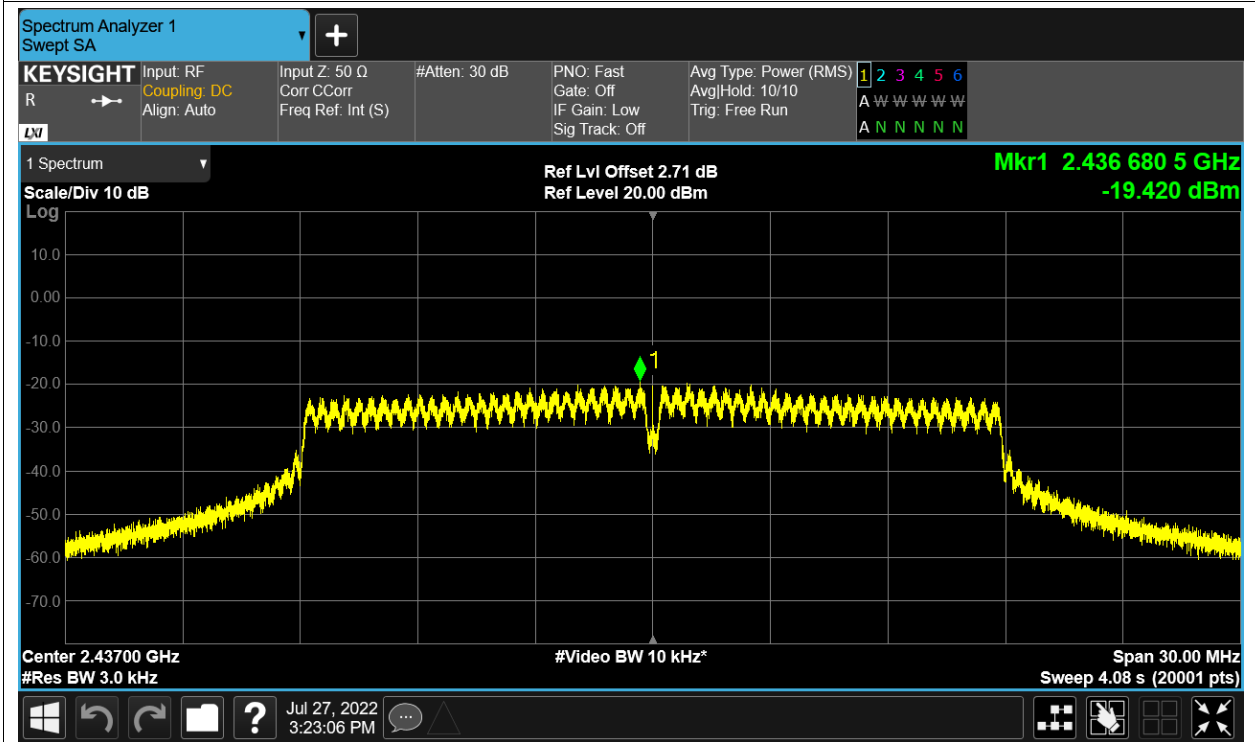 Spectrum Analyzer 1
Swept SA
KEYSIGHT
R
LXI
Input: RF
Coupling: DC
Align: Auto
Input Z: 50 Ω
Corr CCorr
Freq Ref: Int (S)
#Atten: 30 dB
PNO: Fast
Gate: Off
IF Gain: Low
Sig Track: Off
Avg Type: Power (RMS)
Avg|Hold: 10/10
Trig: Free Run
1 2 3 4 5 6
A W W W W W
A N N N N N
1 Spectrum
Scale/Div 10 dB
Log
Ref Lvl Offset 2.71 dB
Ref Level 20.00 dBm
Mkr1 2.436 680 5 GHz
-19.420 dBm
10.0
0.00
-10.0
-20.0
-30.0
-40.0
-50.0
-60.0
-70.0
1
Center 2.43700 GHz
#Res BW 3.0 kHz
#Video BW 10 kHz*
Span 30.00 MHz
Sweep 4.08 s (20001 pts)
?
Jul 27, 2022
3:23:06 PM